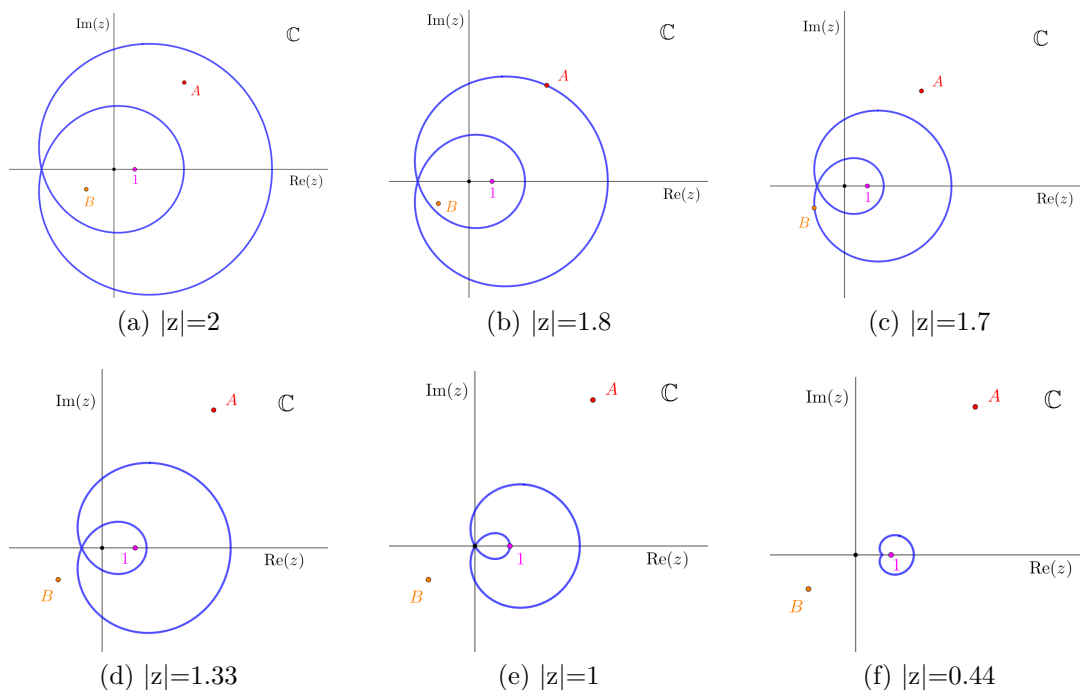 Im(z)
ℂ
A
B
1
Re(z)
(a) |z|=2
Im(z)
ℂ
A
B
1
Re(z)
(b) |z|=1.8
Im(z)
ℂ
A
1
Re(z)
B
(c) |z|=1.7
Im(z)
A
ℂ
1
Re(z)
B
(d) |z|=1.33
Im(z)
A
ℂ
1
Re(z)
B
(e) |z|=1
Im(z)
A
ℂ
1
Re(z)
B
(f) |z|=0.44